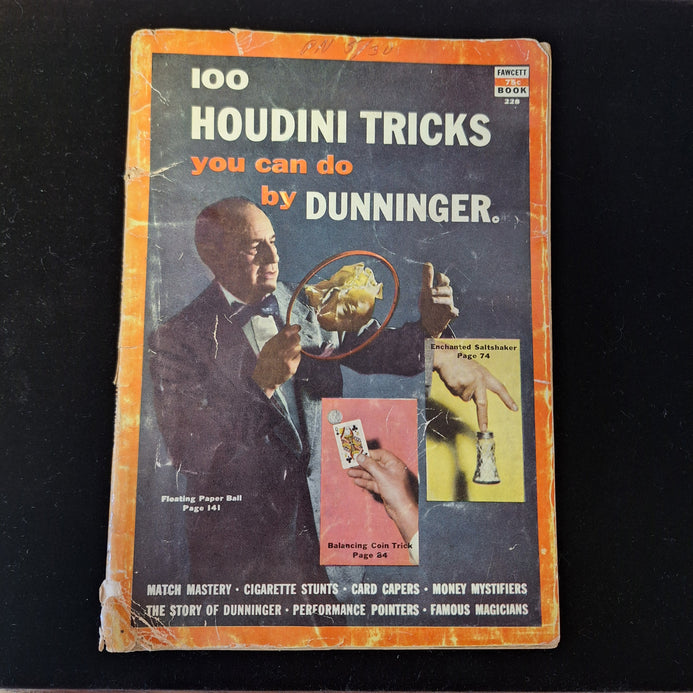 100
FAWCETT
75c
BOOK
228
HOUDINI TRICKS
you can do
by DUNNINGER.
Enchanted Saltshaker
Page 74
Floating Paper Ball
Page 141
Balancing Coin Trick
Page 84
MATCH MASTERY · CIGARETTE STUNTS · CARD CAPERS · MONEY MYSTIFIERS
THE STORY OF DUNNINGER · PERFORMANCE POINTERS · FAMOUS MAGICIANS